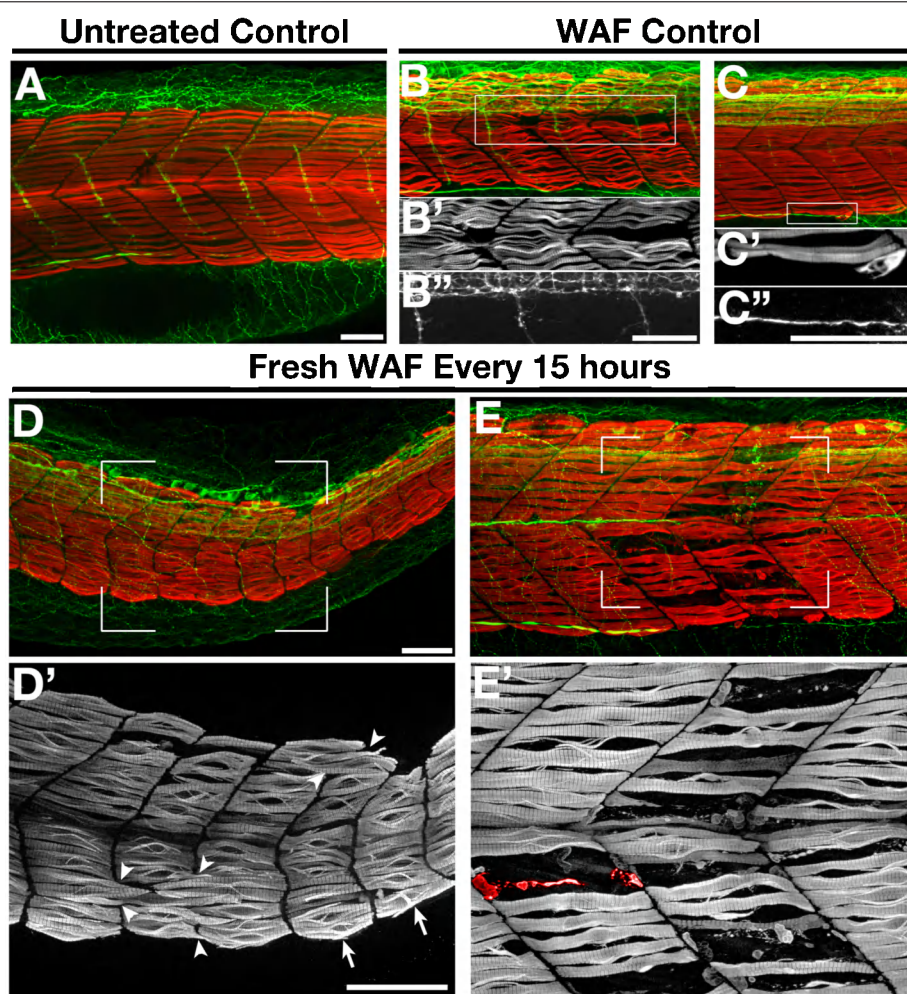 Untreated Control
WAF Control
A
B
C
B'
B"
C'
C"
Fresh WAF Every 15 hours
D
E
D'
E'